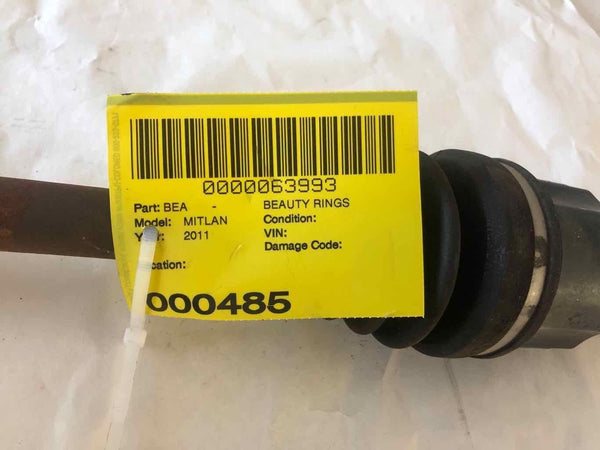 0000063993
Part: BEA - BEAUTY RINGS
Model: MITLAN Condition:
2011 VIN:
Damage Code:
000485